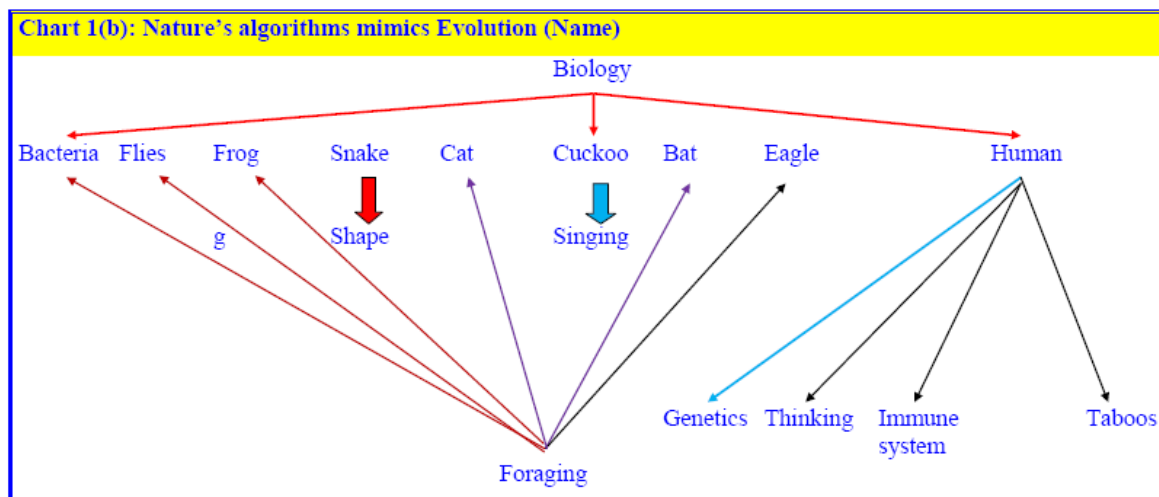 Chart 1(b): Nature's algorithms mimics Evolution (Name)
Biology
Bacteria Flies Frog Snake Cat Cuckoo Bat Eagle Human
g Shape Singing
Genetics Thinking Immune system Taboos
Foraging